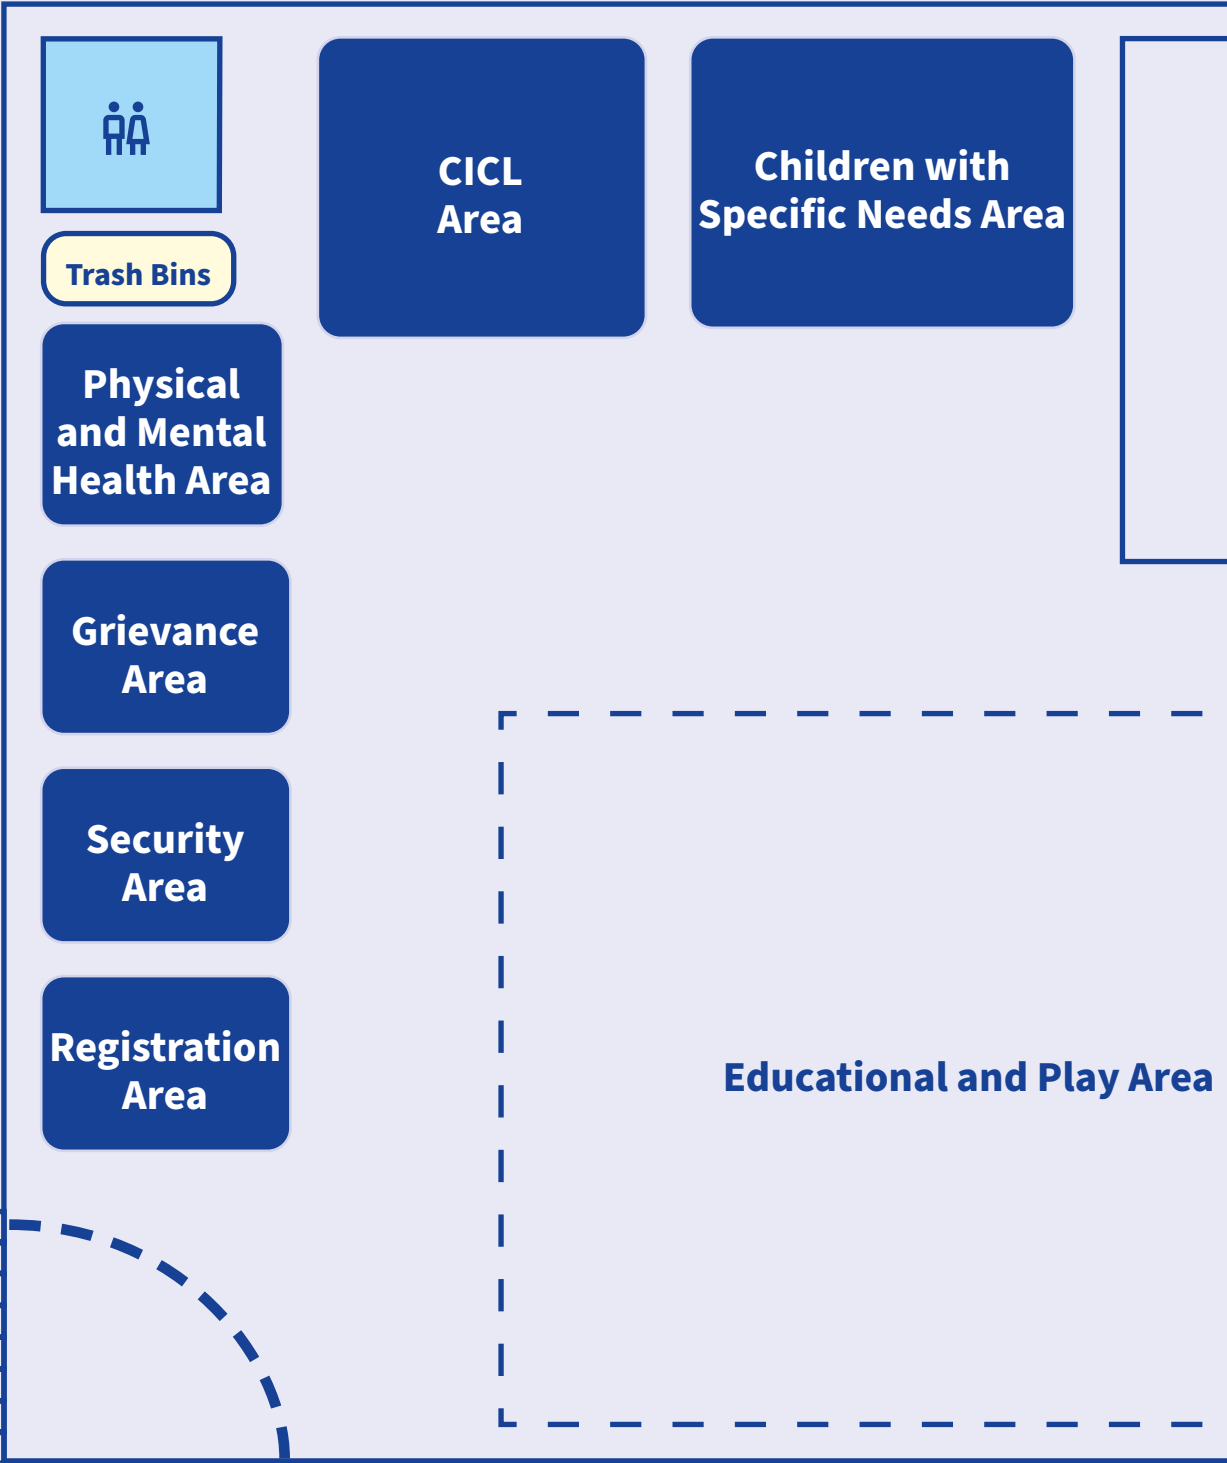 CICL
Area
Children with
Specific Needs Area
Trash Bins
Physical
and Mental
Health Area
Grievance
Area
Security
Area
Registration
Area
Educational and Play Area